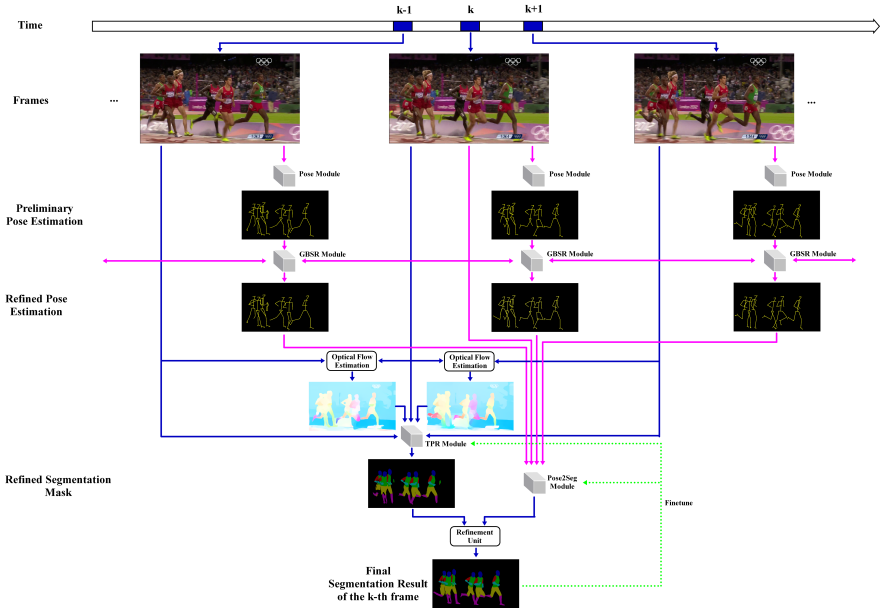 k-1
k
k+1
Time
Frames
...
...
Pose Module
Pose Module
Pose Module
Preliminary
Pose Estimation
GBSR Module
GBSR Module
GBSR Module
Refined Pose
Estimation
Optical Flow
Estimation
Optical Flow
Estimation
TPR Module
Refined Segmentation
Mask
Pose2Seg
Module
Finetune
Refinement
Unit
Final
Segmentation Result
of the k-th frame